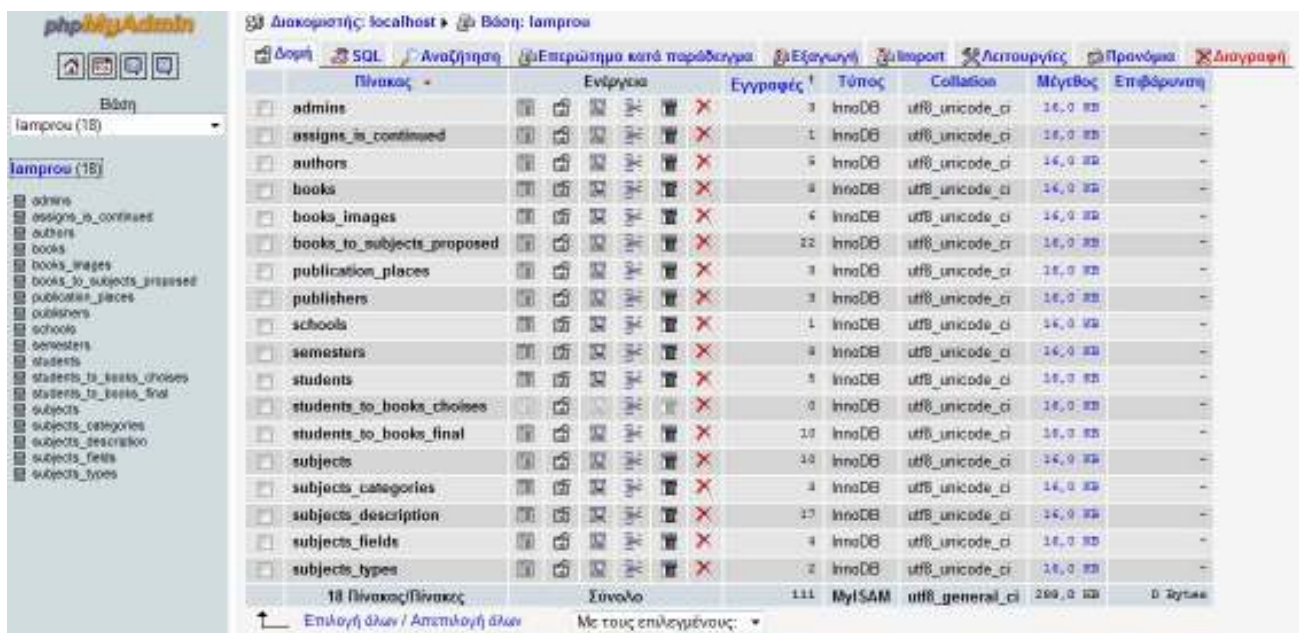 phpMyAdmin
Βάση
lamprou (18)
lamprou (18)
admins
assigns_is_continued
authors
books
books_images
books_to_subjects_proposed
publication_places
publishers
schools
semesters
students
students_to_books_choises
students_to_books_final
subjects
subjects_categories
subjects_description
subjects_fields
subjects_types
Διακομιστής: localhost ▸ Βάση: lamprou
Δομή SQL Αναζήτηση Επερώτημα κατά παράδειγμα Εξαγωγή Import Λειτουργίες Προνόμια Διαγραφή
Πίνακας Ενέργεια Εγγραφές Τύπος Collation Μέγεθος Επιβάρυνση
admins 3 InnoDB utf8_unicode_ci 16,0 KB -
assigns_is_continued 1 InnoDB utf8_unicode_ci 16,0 KB -
authors InnoDB utf8_unicode_ci 16,0 KB -
books InnoDB utf8_unicode_ci 16,0 KB -
books_images 6 InnoDB utf8_unicode_ci 16,0 KB -
books_to_subjects_proposed 22 InnoDB utf8_unicode_ci 16,0 KB -
publication_places 3 InnoDB utf8_unicode_ci 16,0 KB -
publishers 3 InnoDB utf8_unicode_ci 16,0 KB -
schools 1 InnoDB utf8_unicode_ci 16,0 KB -
semesters InnoDB utf8_unicode_ci 16,0 KB -
students 5 InnoDB utf8_unicode_ci 16,0 KB -
students_to_books_choises 0 InnoDB utf8_unicode_ci 16,0 KB -
students_to_books_final 10 InnoDB utf8_unicode_ci 16,0 KB -
subjects 10 InnoDB utf8_unicode_ci 16,0 KB -
subjects_categories InnoDB utf8_unicode_ci 16,0 KB -
subjects_description 17 InnoDB utf8_unicode_ci 16,0 KB -
subjects_fields 4 InnoDB utf8_unicode_ci 16,0 KB -
subjects_types 2 InnoDB utf8_unicode_ci 16,0 KB -
18 Πίνακας/Πίνακες Σύνολο 111 MyISAM utf8_general_ci 288,0 KB 0 Bytes
Επιλογή όλων / Απεπιλογή όλων Με τους επιλεγμένους: